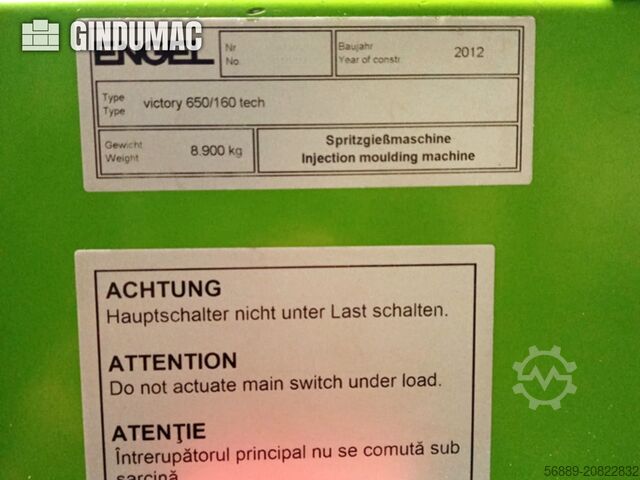 GINDUMAC
ENGEL
Nr
No.
Baujahr
Year of constr.
2012
Type
Type
victory 650/160 tech
Gewicht
Weight
8.900 kg
Spritzgießmaschine
Injection moulding machine
ACHTUNG
Hauptschalter nicht unter Last schalten.
ATTENTION
Do not actuate main switch under load.
ATENŢIE
Întrerupătorul principal nu se comută sub
sarcină
56889-20822832